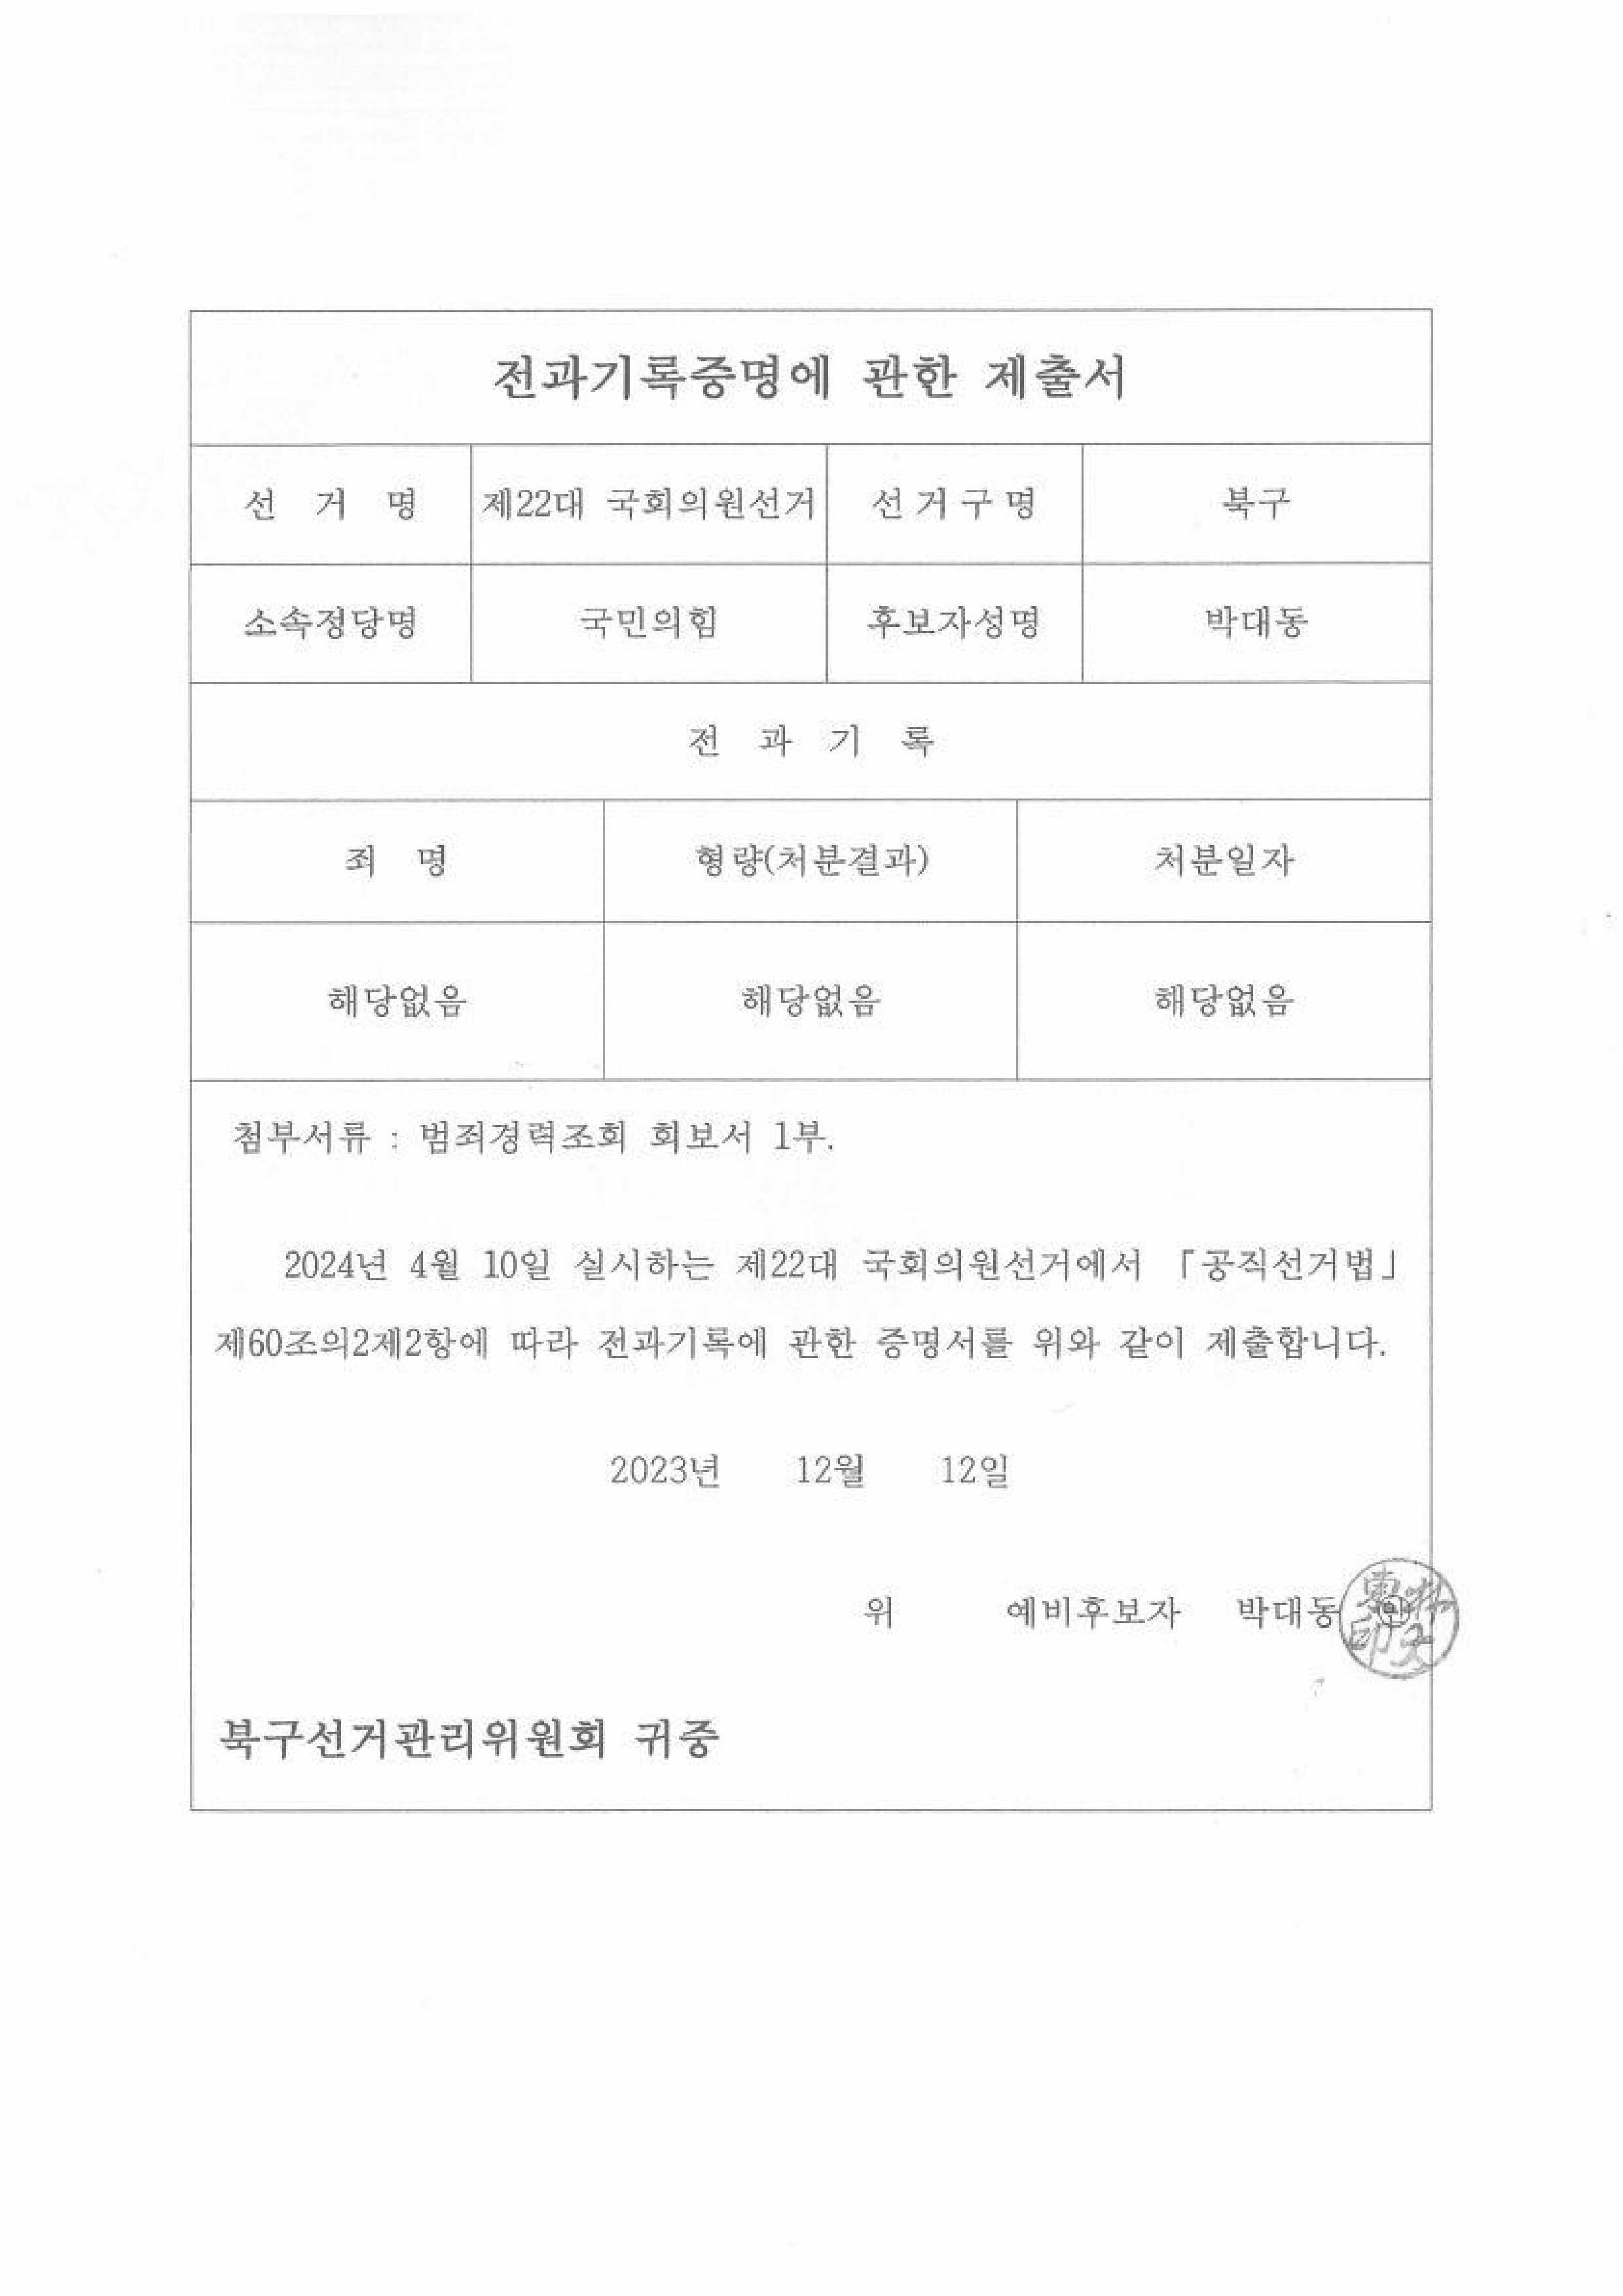 전과기록증명에 관한 제출서
선 거 명 제22대 국회의원선거 선거구명 북구
소속정당명 국민의힘 후보자성명 박대동
전 과 기 록
죄 명 형량(처분결과) 처분일자
해당없음 해당없음 해당없음
첨부서류 : 범죄경력조회 회보서 1부.
2024년 4월 10일 실시하는 제22대 국회의원선거에서 「공직선거법」
제60조의2제2항에 따라 전과기록에 관한 증명서를 위와 같이 제출합니다.
2023년 12월 12일
위 예비후보자 박대동
북구선거관리위원회 귀중